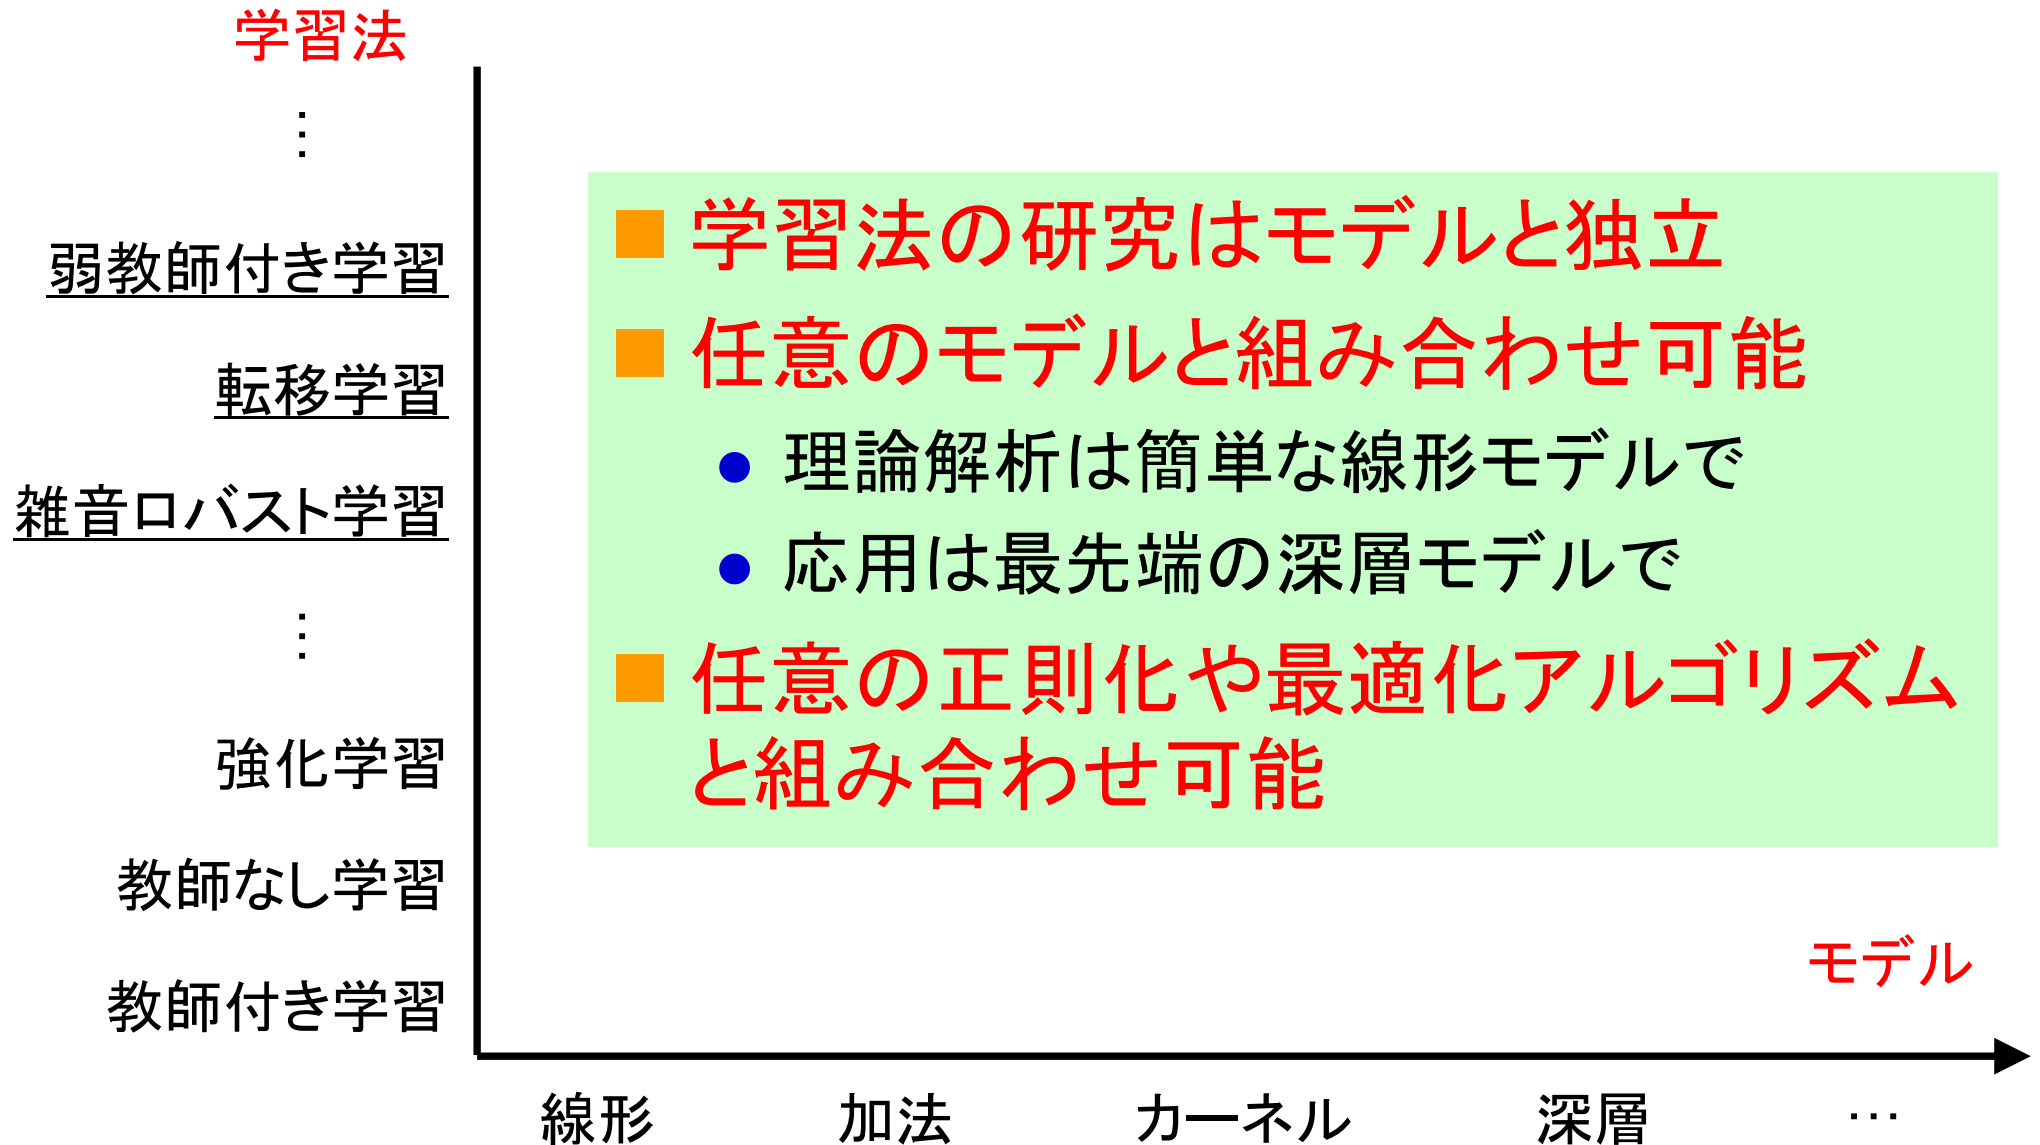 学習法
⋮
弱教師付き学習
転移学習
雑音ロバスト学習
⋮
強化学習
教師なし学習
教師付き学習
学習法の研究はモデルと独立
任意のモデルと組み合わせ可能
理論解析は簡単な線形モデルで
応用は最先端の深層モデルで
任意の正則化や最適化アルゴリズム
と組み合わせ可能
モデル
線形 加法 カーネル 深層 …